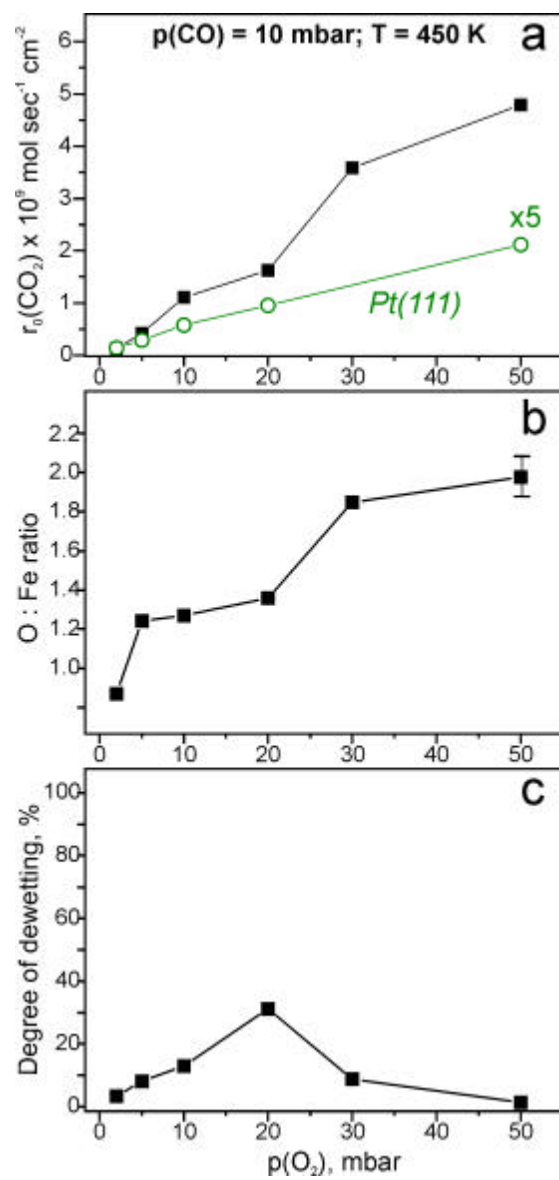 p(CO) = 10 mbar; T = 450 K
a
r₀(CO₂) x 10⁹ mol sec⁻¹ cm⁻²
6
5
4
3
2
1
0
x5
Pt(111)
0 10 20 30 40 50
b
O : Fe ratio
2.2
2.0
1.8
1.6
1.4
1.2
1.0
0 10 20 30 40 50
c
Degree of dewetting, %
100
80
60
40
20
0
0 10 20 30 40 50
p(O₂), mbar